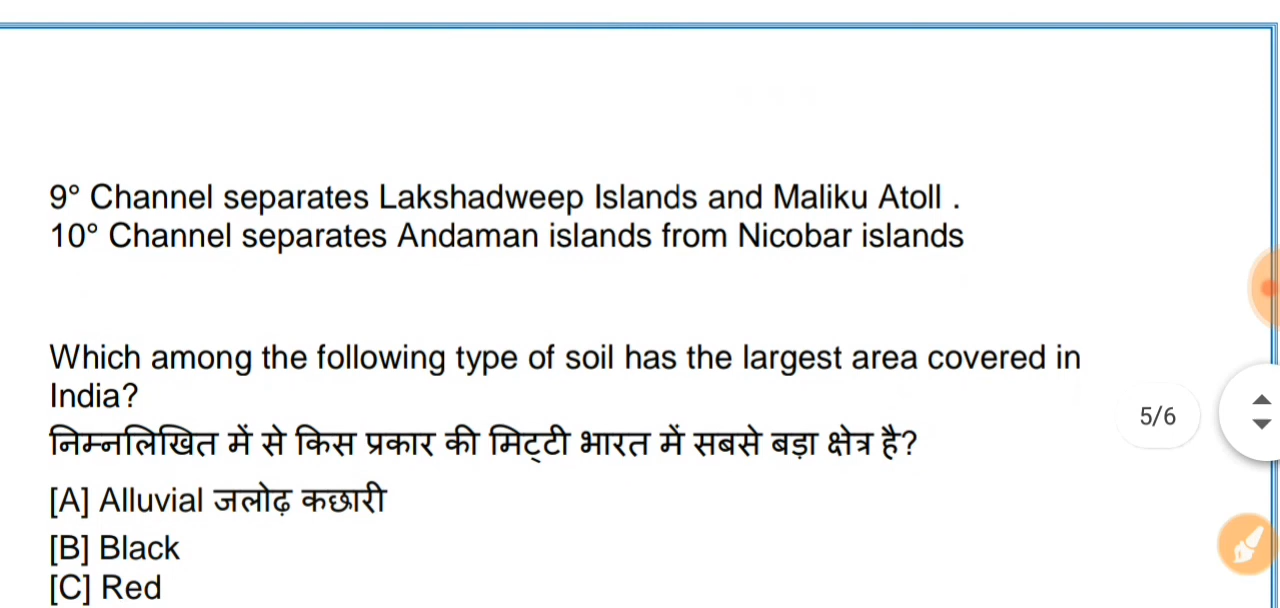 9° Channel separates Lakshadweep Islands and Maliku Atoll .
10° Channel separates Andaman islands from Nicobar islands
Which among the following type of soil has the largest area covered in
India?
निम्नलिखित में से किस प्रकार की मिट्टी भारत में सबसे बड़ा क्षेत्र है?
[A] Alluvial जलोढ़ कछारी
[B] Black
[C] Red
5/6